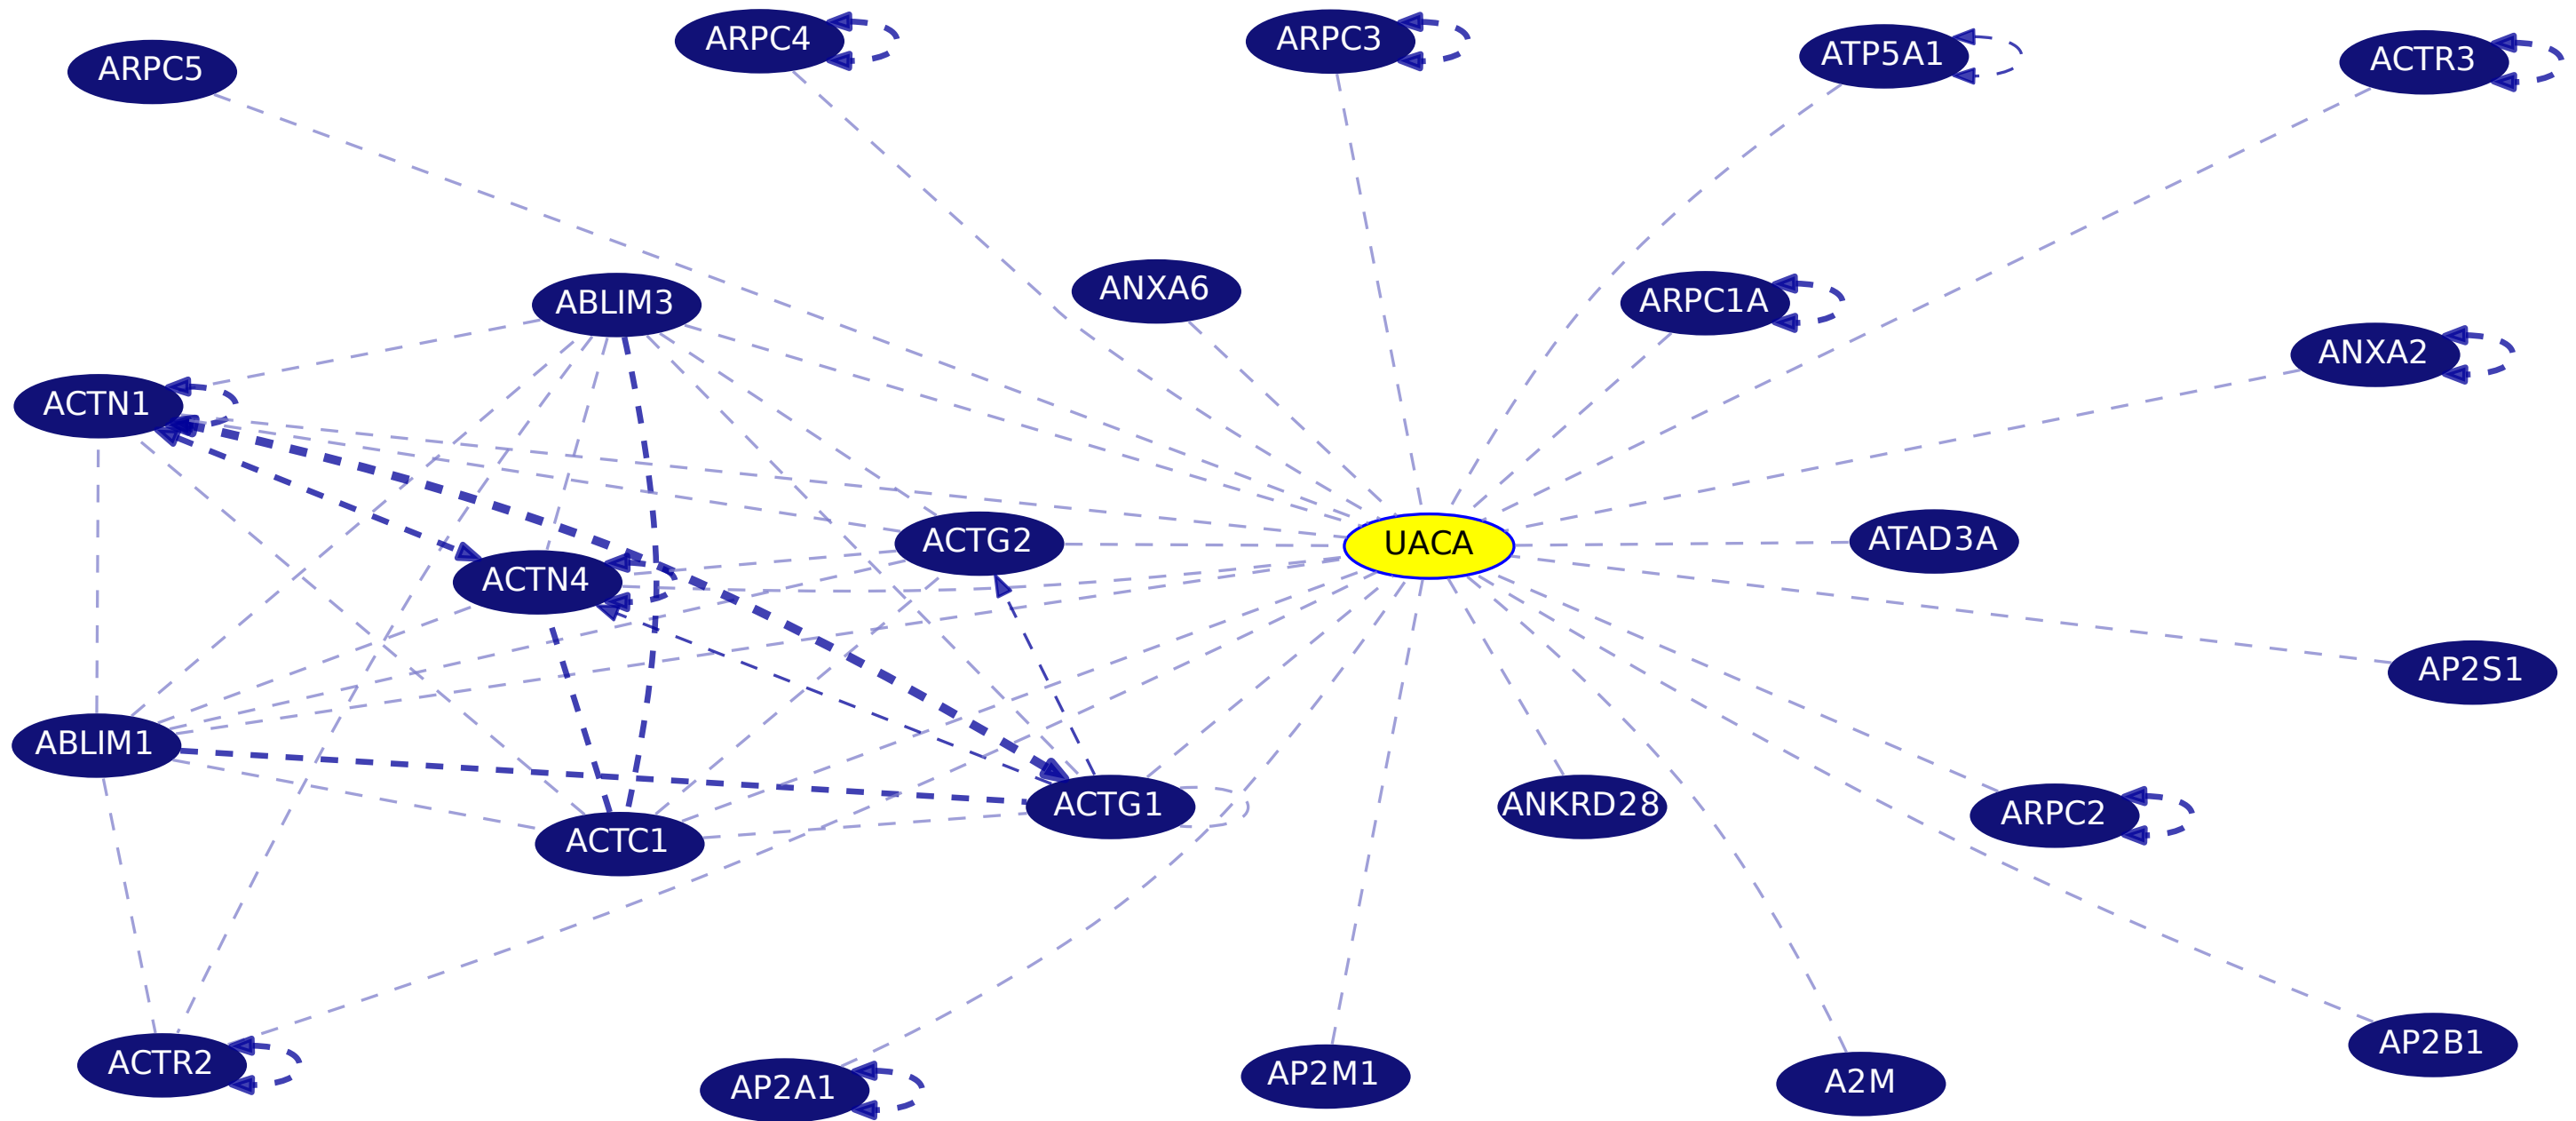 ARPC4
ARPC3
ATP5A1
ACTR3
ARPC5
ANXA6
ARPC1A
ABLIM3
ANXA2
ACTN1
ACTG2
UACA
ATAD3A
ACTN4
AP2S1
ABLIM1
ACTG1
ANKRD28
ARPC2
ACTC1
AP2B1
ACTR2
AP2M1
A2M
AP2A1